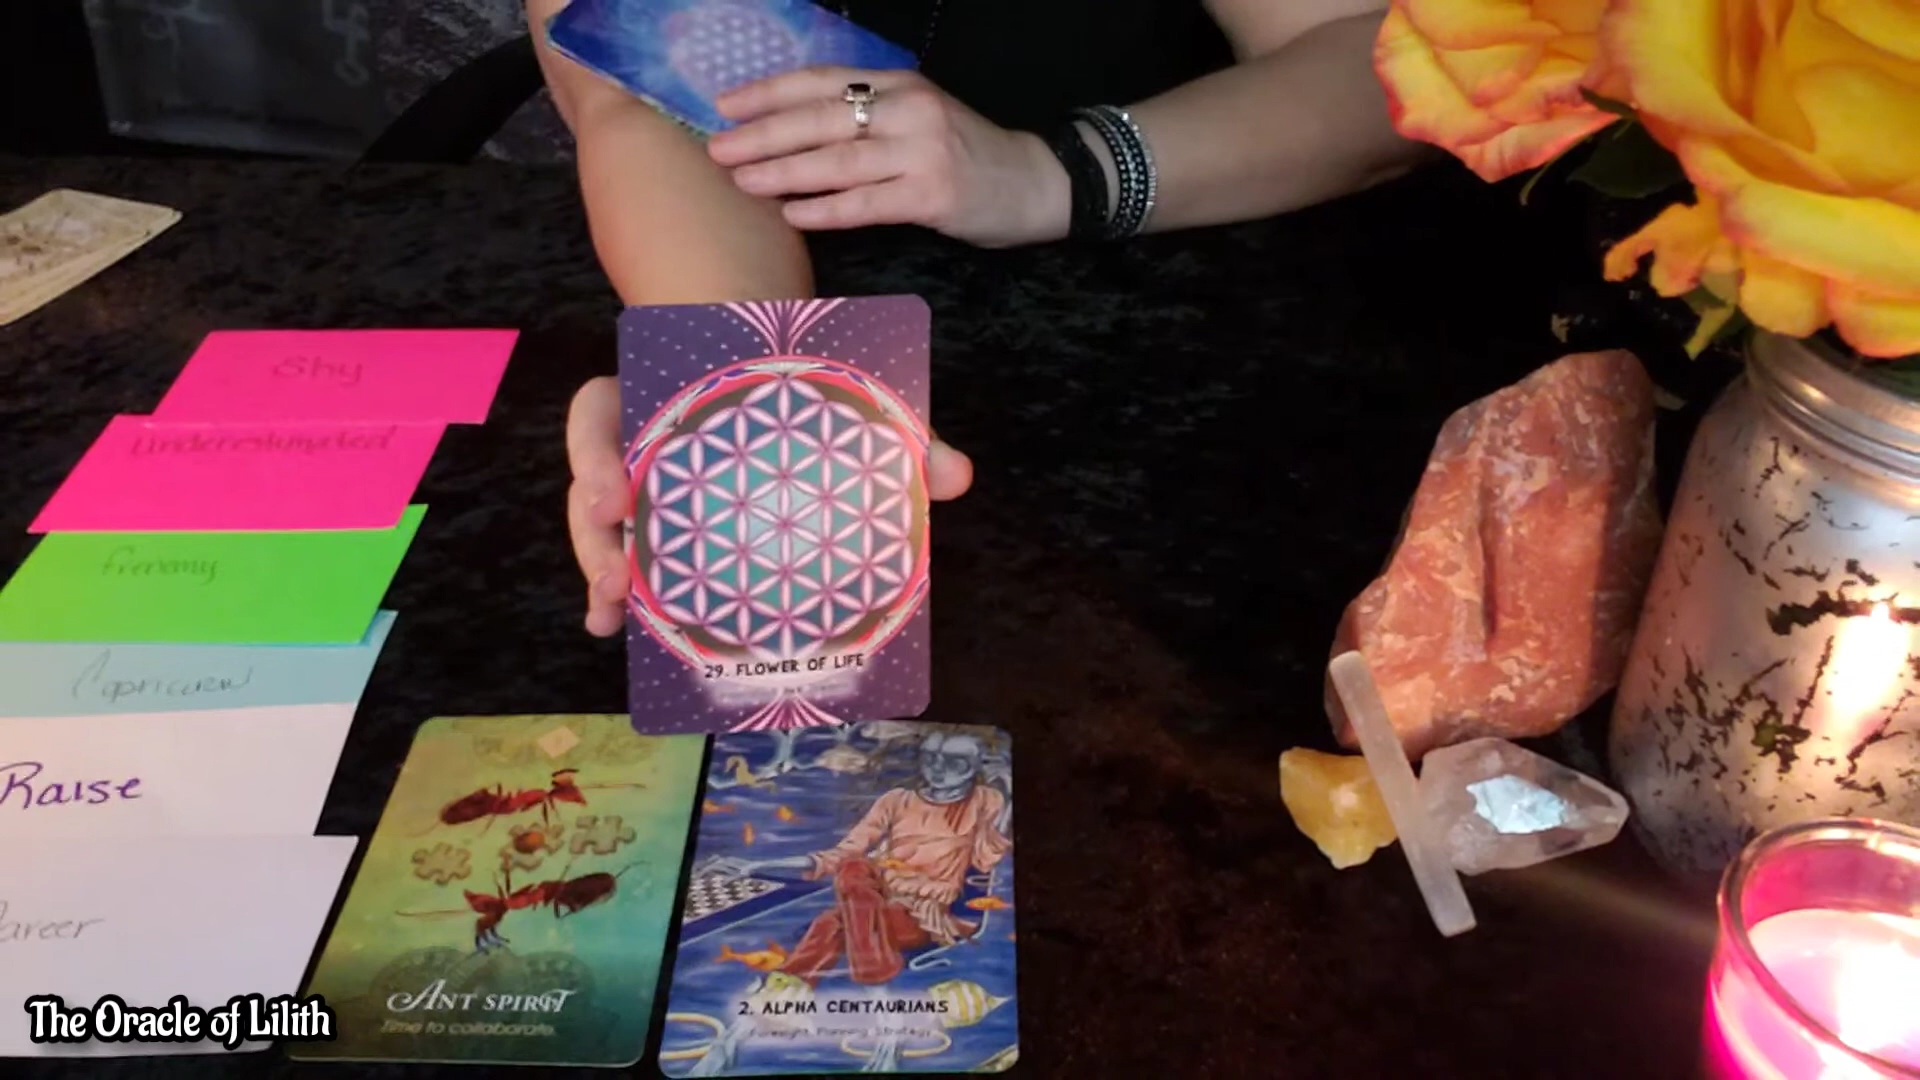 Shy
Underestimated
frenemy
Capricorn
Raise
Career
29. FLOWER OF LIFE
ANT SPIRIT
Time to collaborate.
2. ALPHA CENTAURIANS
Foresight. Planning. Strategy.
The Oracle of Lilith